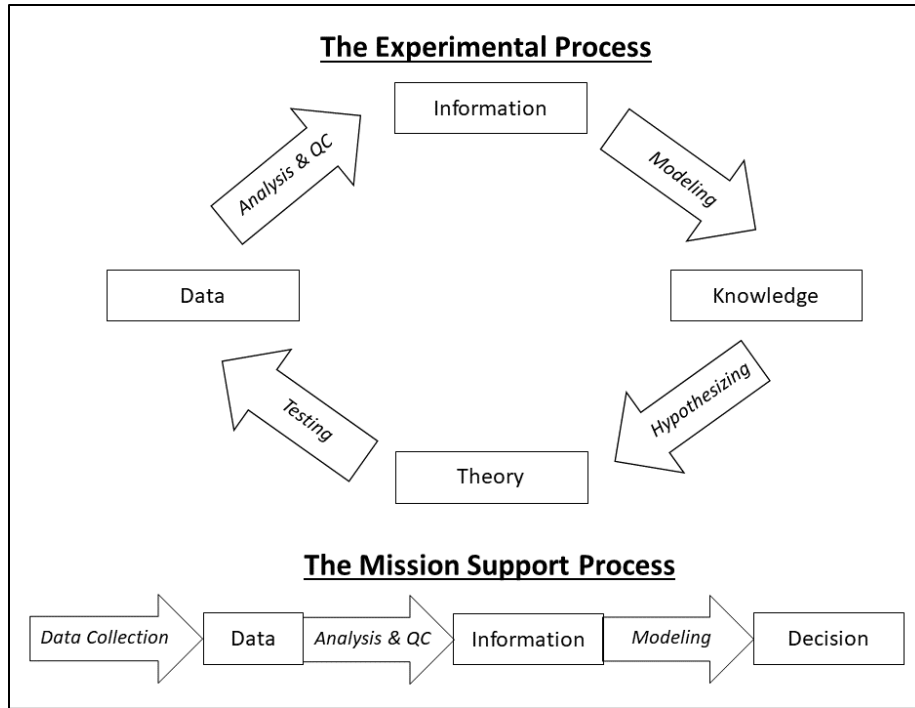 The Experimental Process
Information
Analysis & QC
Modeling
Data
Knowledge
Testing
Hypothesizing
Theory
The Mission Support Process
Data Collection
Data
Analysis & QC
Information
Modeling
Decision